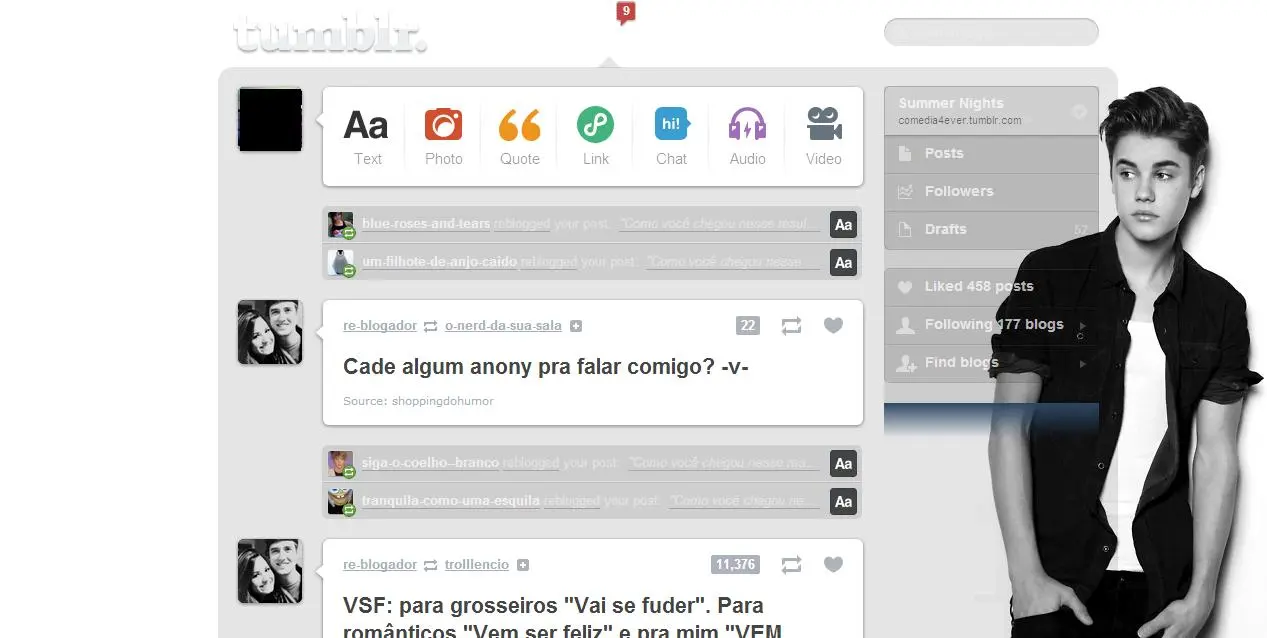 tumblr.
9
Summer Nights
comedia4ever.tumblr.com
Aa
hi!
Text
Photo
Quote
Link
Chat
Audio
Video
Posts
Followers
Drafts
57
blue-roses-and-tears reblogged your post: "Como você chegou nesse maul... Aa
um-filhote-de-anjo-caido reblogged your post: "Como você chegou nesse ... Aa
Liked 458 posts
Following 177 blogs
Find blogs
re-blogador o-nerd-da-sua-sala
22
Cade algum anony pra falar comigo? -v-
Source: shoppingdohumor
siga-o-coelho--branco reblogged your post: "Como você chegou nesse ma... Aa
tranquila-como-uma-esquila reblogged your post: "Como você chegou ne... Aa
re-blogador trolllencio
11,376
VSF: para grosseiros "Vai se fuder". Para
românticos "Vem ser feliz" e pra mim "VEM